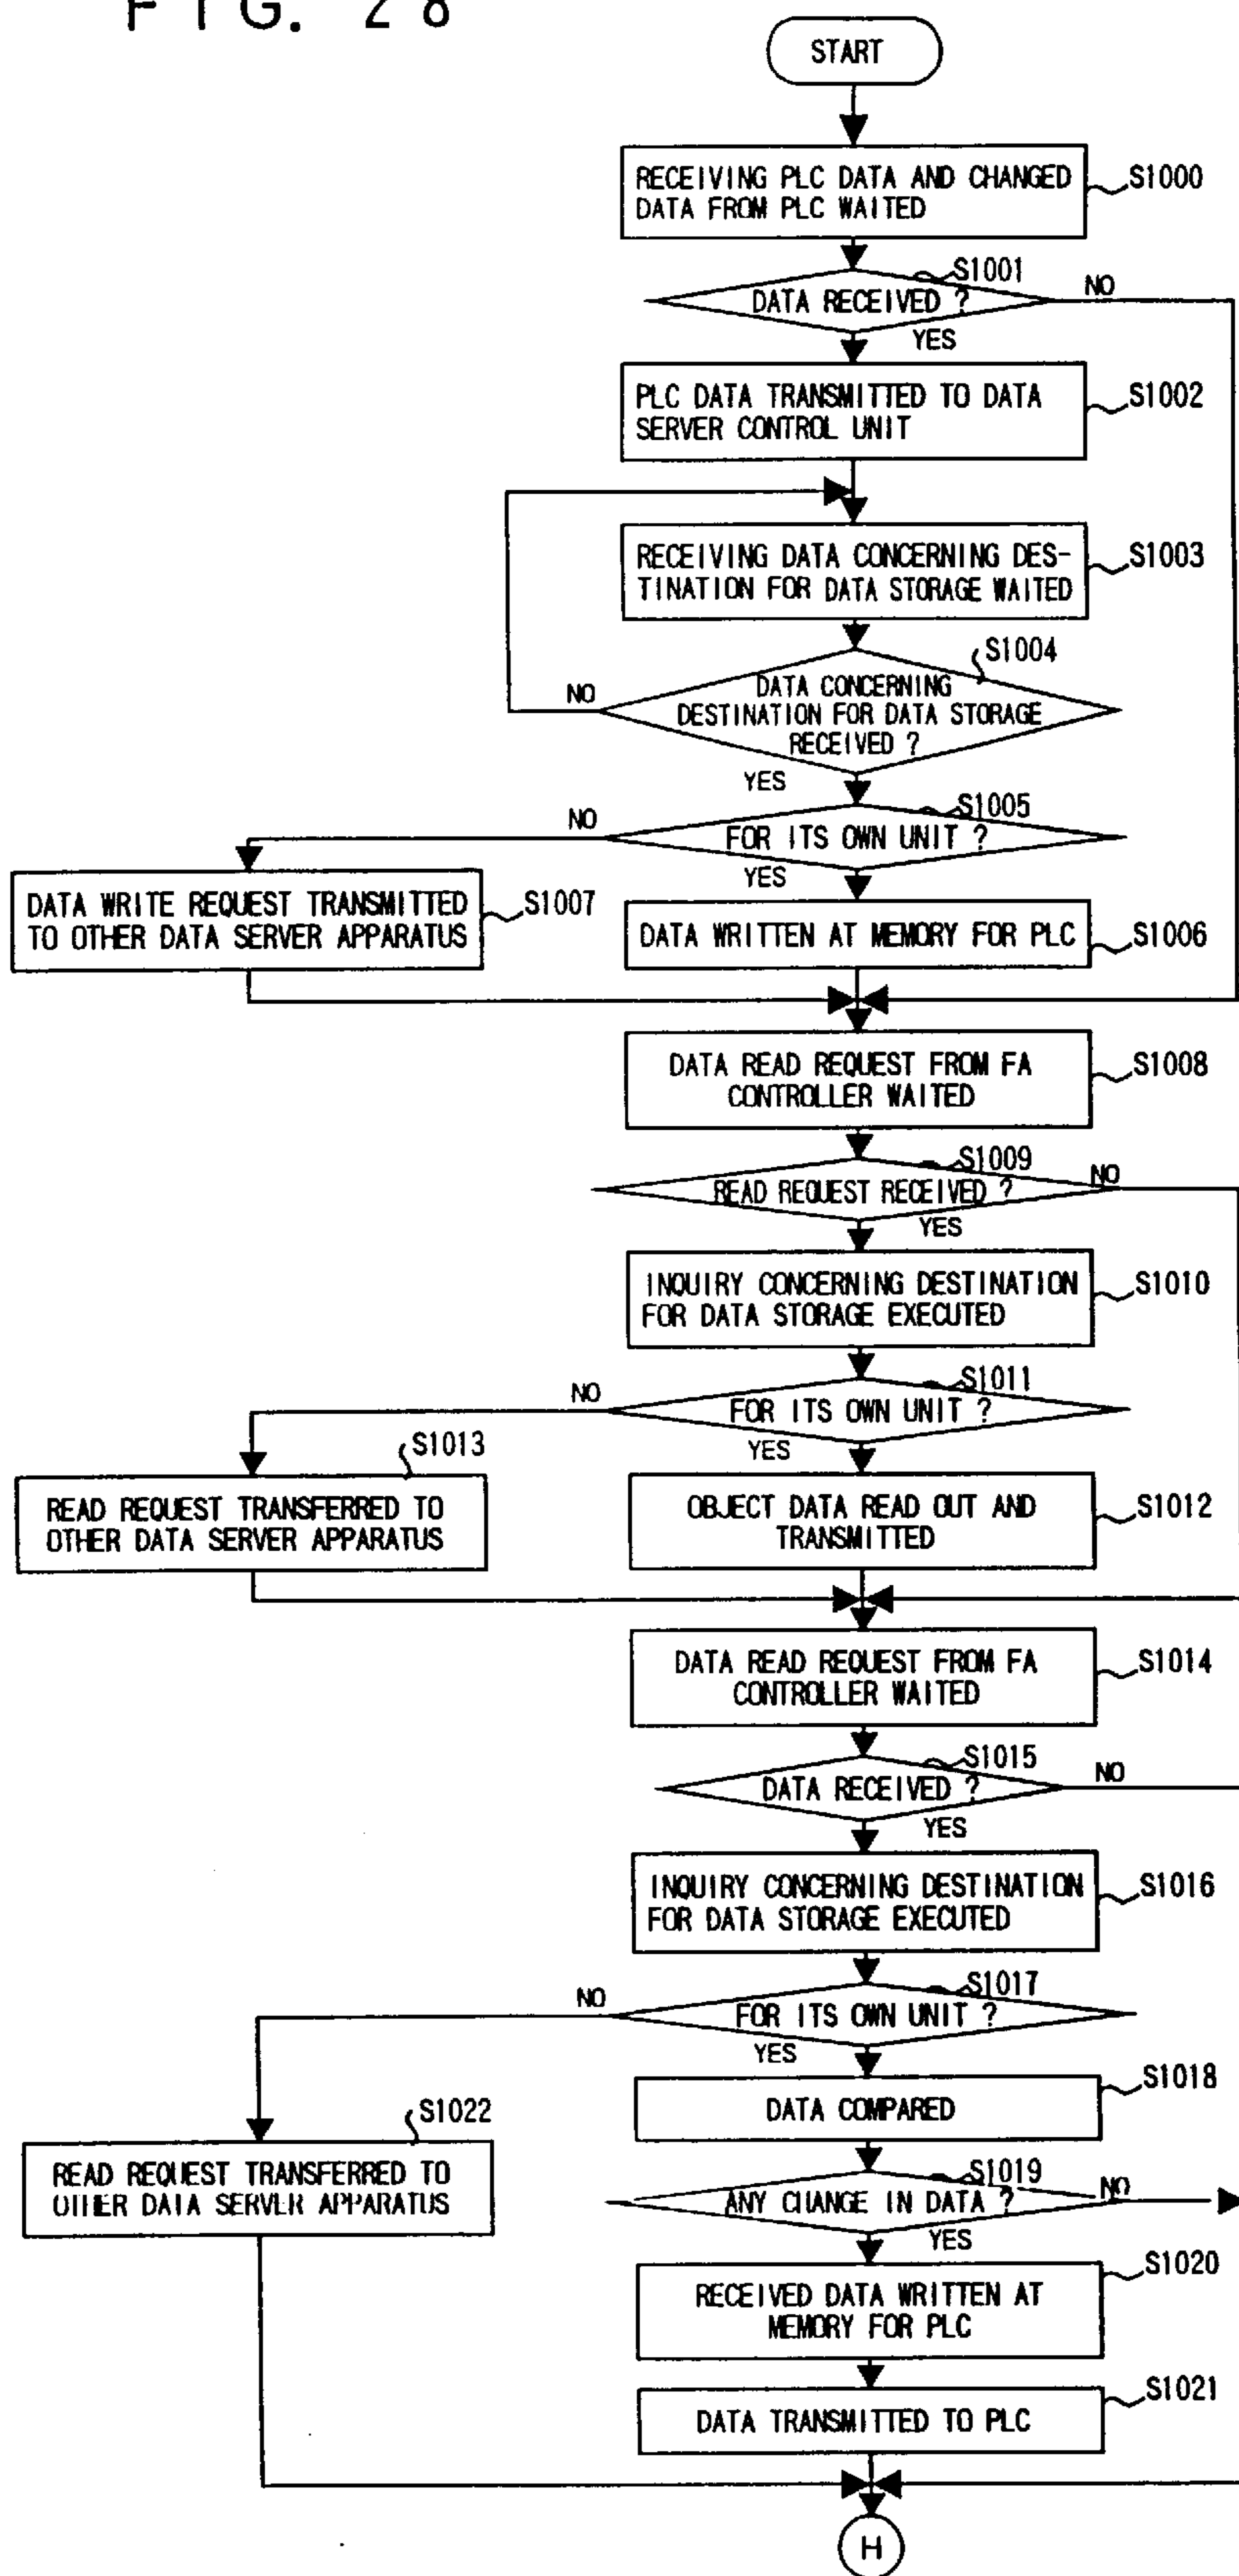 FIG. 28
START
RECEIVING PLC DATA AND CHANGED
DATA FROM PLC WAITED
S1000
S1001
DATA RECEIVED ?
NO
YES
PLC DATA TRANSMITTED TO DATA
SERVER CONTROL UNIT
S1002
RECEIVING DATA CONCERNING DES-
TINATION FOR DATA STORAGE WAITED
S1003
S1004
DATA CONCERNING
DESTINATION FOR DATA STORAGE
RECEIVED ?
NO
YES
S1005
FOR ITS OWN UNIT ?
NO
YES
DATA WRITE REQUEST TRANSMITTED
TO OTHER DATA SERVER APPARATUS
S1007
DATA WRITTEN AT MEMORY FOR PLC
S1006
DATA READ REQUEST FROM FA
CONTROLLER WAITED
S1008
S1009
READ REQUEST RECEIVED ?
NO
YES
INQUIRY CONCERNING DESTINATION
FOR DATA STORAGE EXECUTED
S1010
S1011
FOR ITS OWN UNIT ?
NO
YES
S1013
READ REQUEST TRANSFERRED TO
OTHER DATA SERVER APPARATUS
OBJECT DATA READ OUT AND
TRANSMITTED
S1012
DATA READ REQUEST FROM FA
CONTROLLER WAITED
S1014
S1015
DATA RECEIVED ?
NO
YES
INQUIRY CONCERNING DESTINATION
FOR DATA STORAGE EXECUTED
S1016
S1017
FOR ITS OWN UNIT ?
NO
YES
S1018
DATA COMPARED
S1022
READ REQUEST TRANSFERRED TO
OTHER DATA SERVER APPARATUS
S1019
ANY CHANGE IN DATA ?
NO
YES
S1020
RECEIVED DATA WRITTEN AT
MEMORY FOR PLC
S1021
DATA TRANSMITTED TO PLC
H